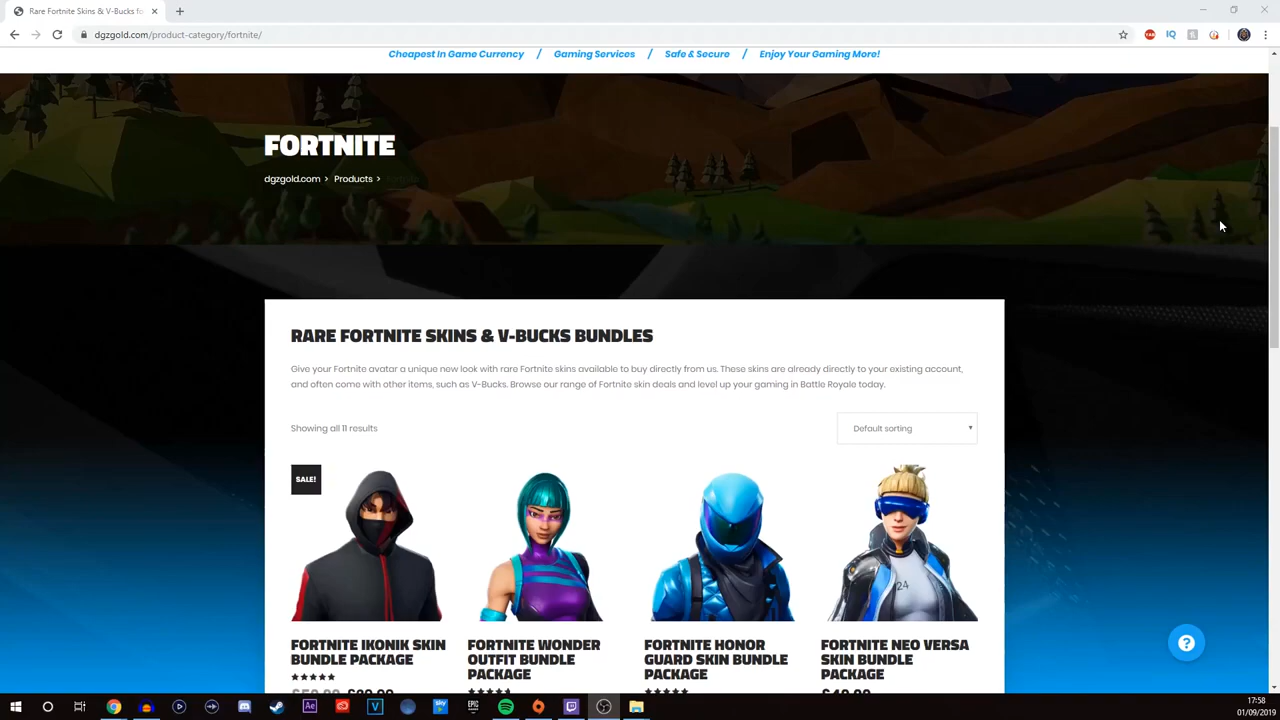 Rare Fortnite Skins & V-Bucks fo
dgzgold.com/product-category/fortnite/
Cheapest In Game Currency / Gaming Services / Safe & Secure / Enjoy Your Gaming More!
FORTNITE
dgzgold.com > Products > Fortnite
RARE FORTNITE SKINS & V-BUCKS BUNDLES
Give your Fortnite avatar a unique new look with rare Fortnite skins available to buy directly from us. These skins are already directly to your existing account,
and often come with other items, such as V-Bucks. Browse our range of Fortnite skin deals and level up your gaming in Battle Royale today.
Showing all 11 results
Default sorting
SALE!
24
FORTNITE IKONIK SKIN
BUNDLE PACKAGE
FORTNITE WONDER
OUTFIT BUNDLE
PACKAGE
FORTNITE HONOR
GUARD SKIN BUNDLE
PACKAGE
FORTNITE NEO VERSA
SKIN BUNDLE
PACKAGE
?
Ae
V
sky
EPIC
17:58
01/09/2019